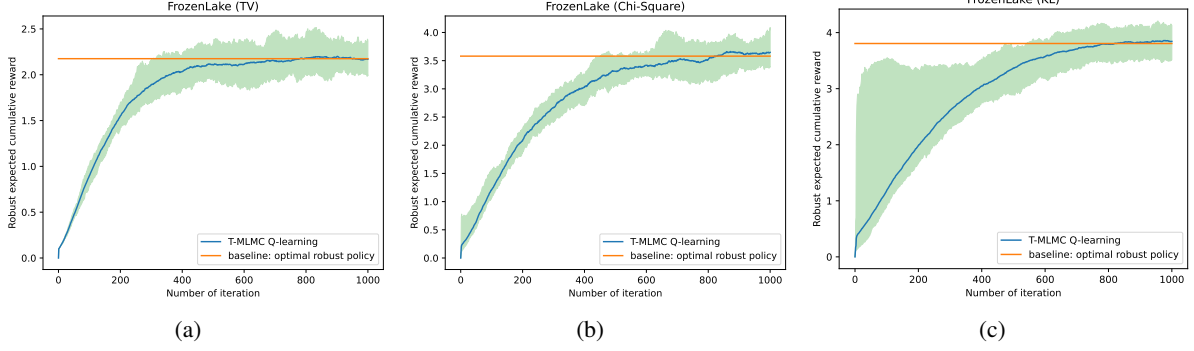 FrozenLake (TV)
Robust expected cumulative reward
2.5
2.0
1.5
1.0
0.5
0.0
T-MLMC Q-learning
baseline: optimal robust policy
0 200 400 600 800 1000
Number of iteration
(a)
FrozenLake (Chi-Square)
Robust expected cumulative reward
4.0
3.5
3.0
2.5
2.0
1.5
1.0
0.5
0.0
T-MLMC Q-learning
baseline: optimal robust policy
0 200 400 600 800 1000
Number of iteration
(b)
FrozenLake (KL)
Robust expected cumulative reward
4
3
2
1
0
T-MLMC Q-learning
baseline: optimal robust policy
0 200 400 600 800 1000
Number of iteration
(c)